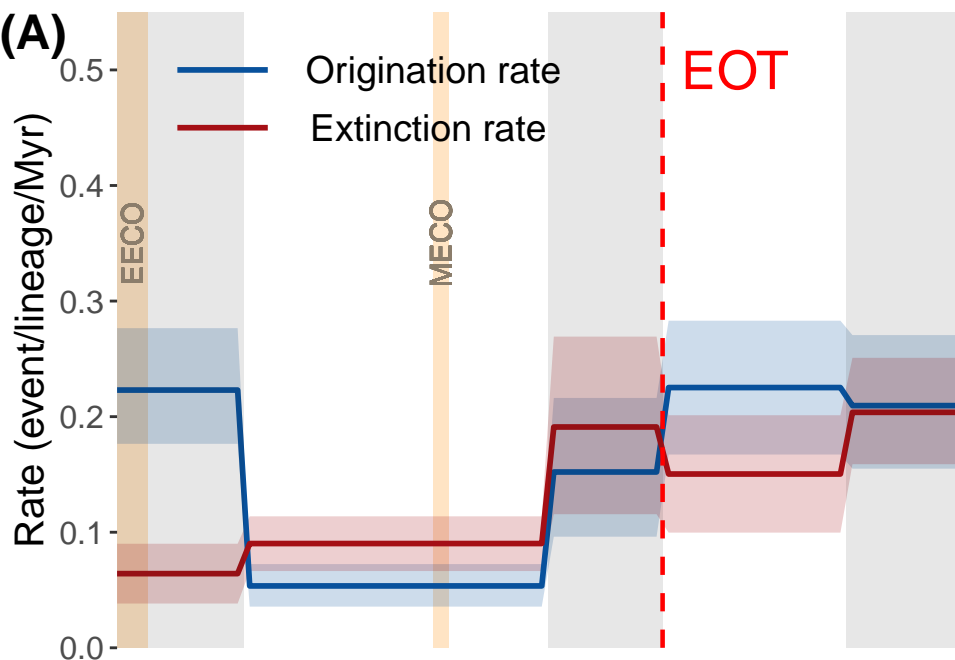 (A)
Rate (event/lineage/Myr)
0.5
0.4
0.3
0.2
0.1
0.0
Origination rate
Extinction rate
EECO
MECO
EOT